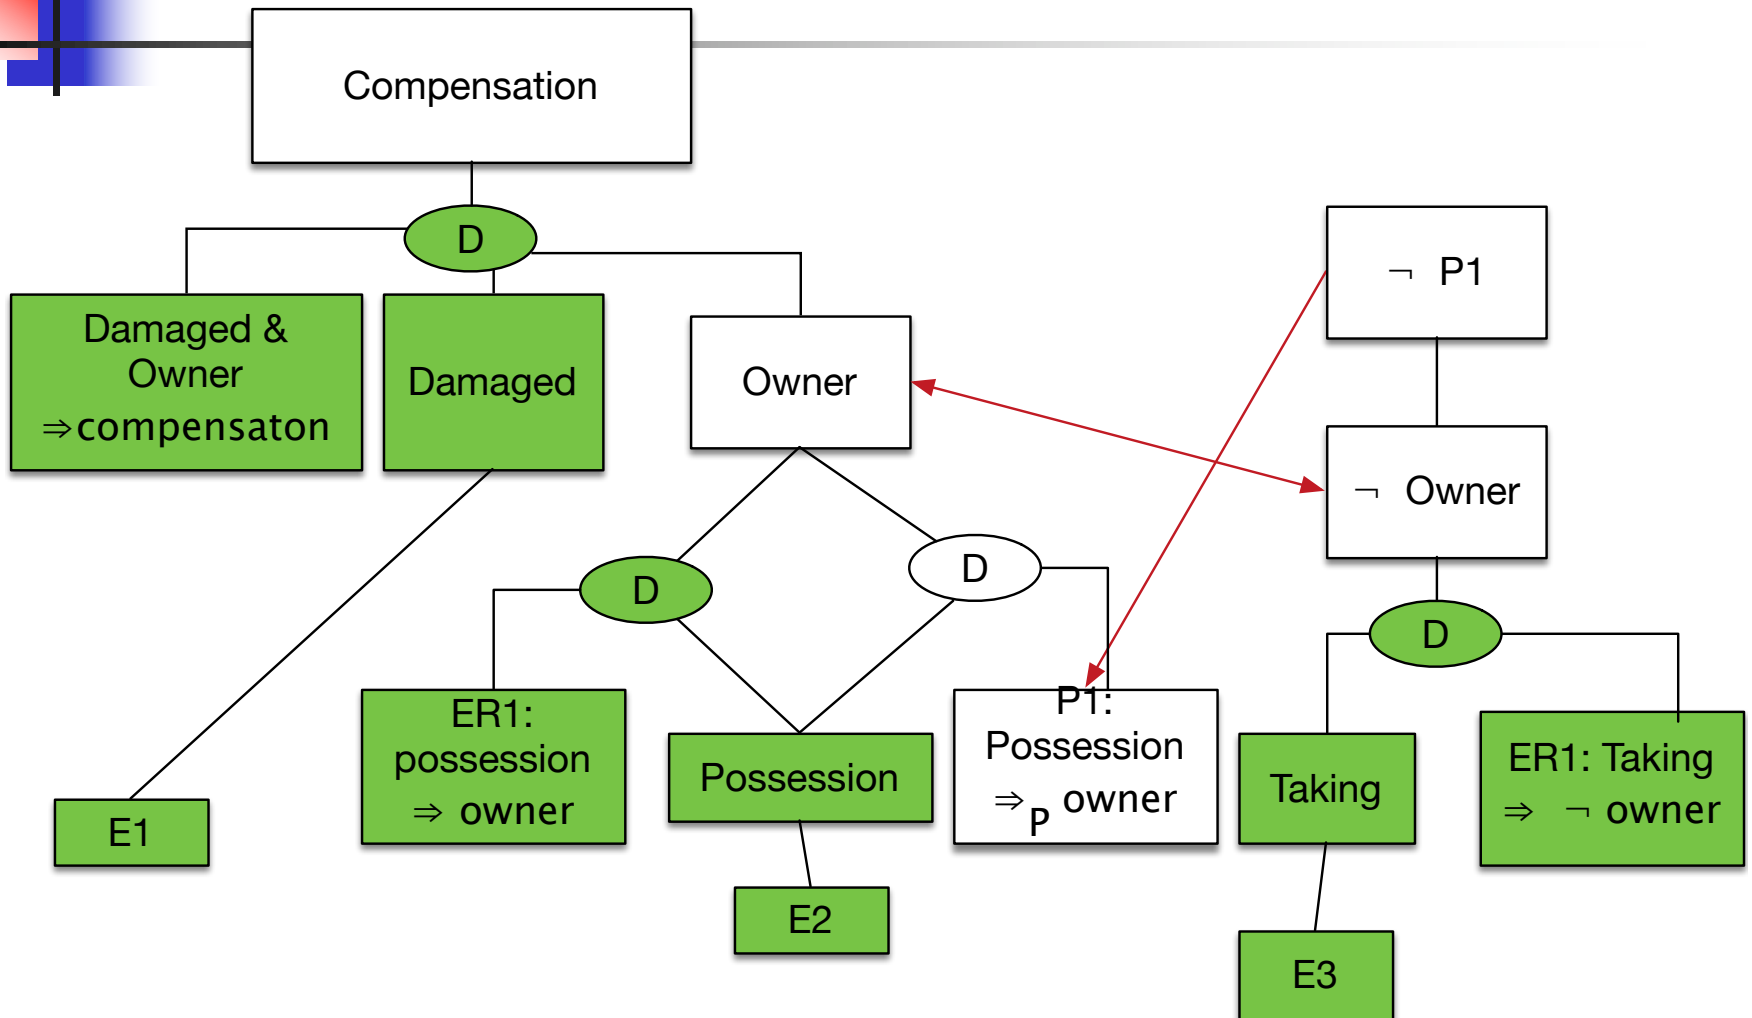 Compensation
D
¬ P1
Damaged &
Owner
⇒compensaton
Damaged
Owner
¬ Owner
D
D
D
ER1:
possession
⇒ owner
Possession
P1:
Possession
⇒P owner
Taking
ER1: Taking
⇒ ¬ owner
E1
E2
E3